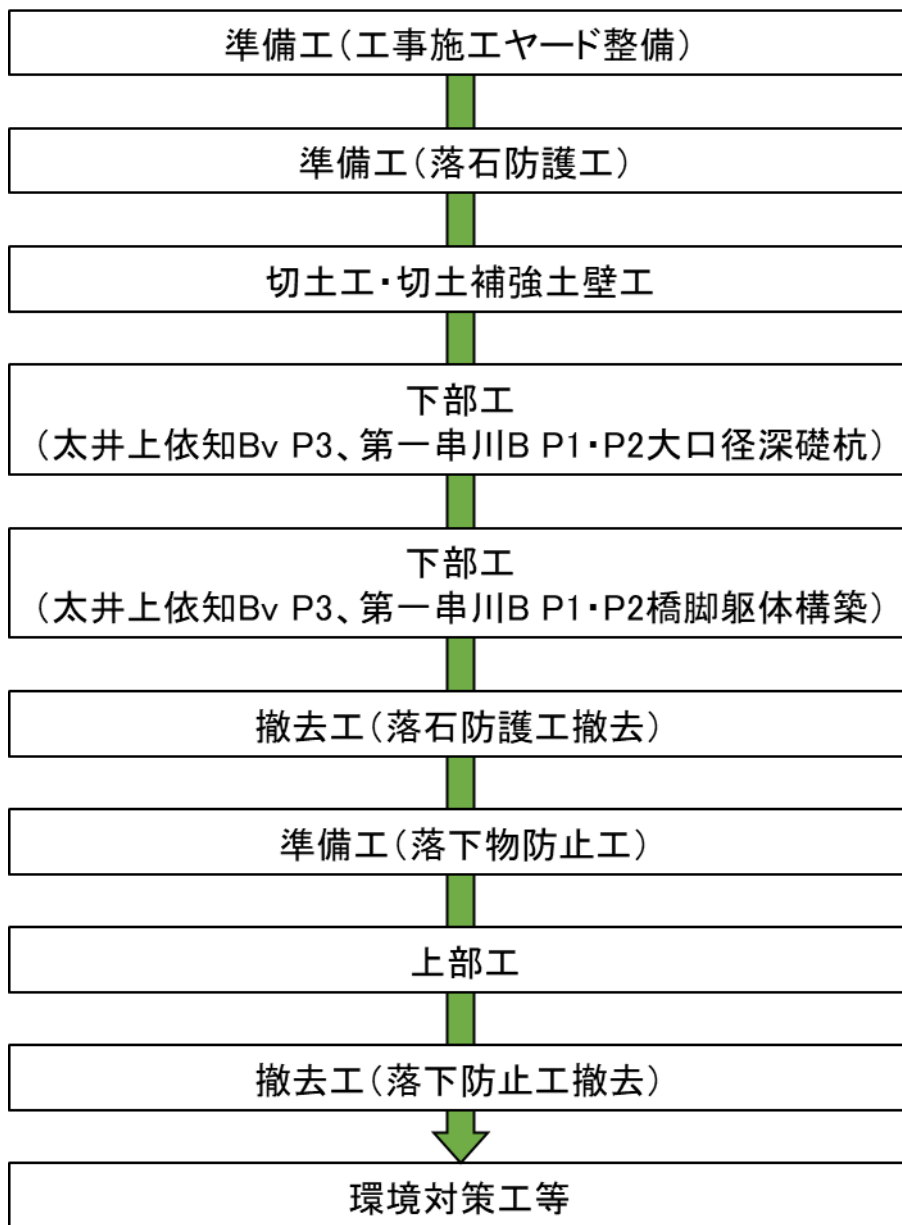 準備工（工事施工ヤード整備）
準備工（落石防護工）
切土工・切土補強土壁工
下部工
（太井上依知Bv P3、第一串川B P1・P2大口径深礎杭）
下部工
（太井上依知Bv P3、第一串川B P1・P2橋脚躯体構築）
撤去工（落石防護工撤去）
準備工（落下物防止工）
上部工
撤去工（落下防止工撤去）
環境対策工等